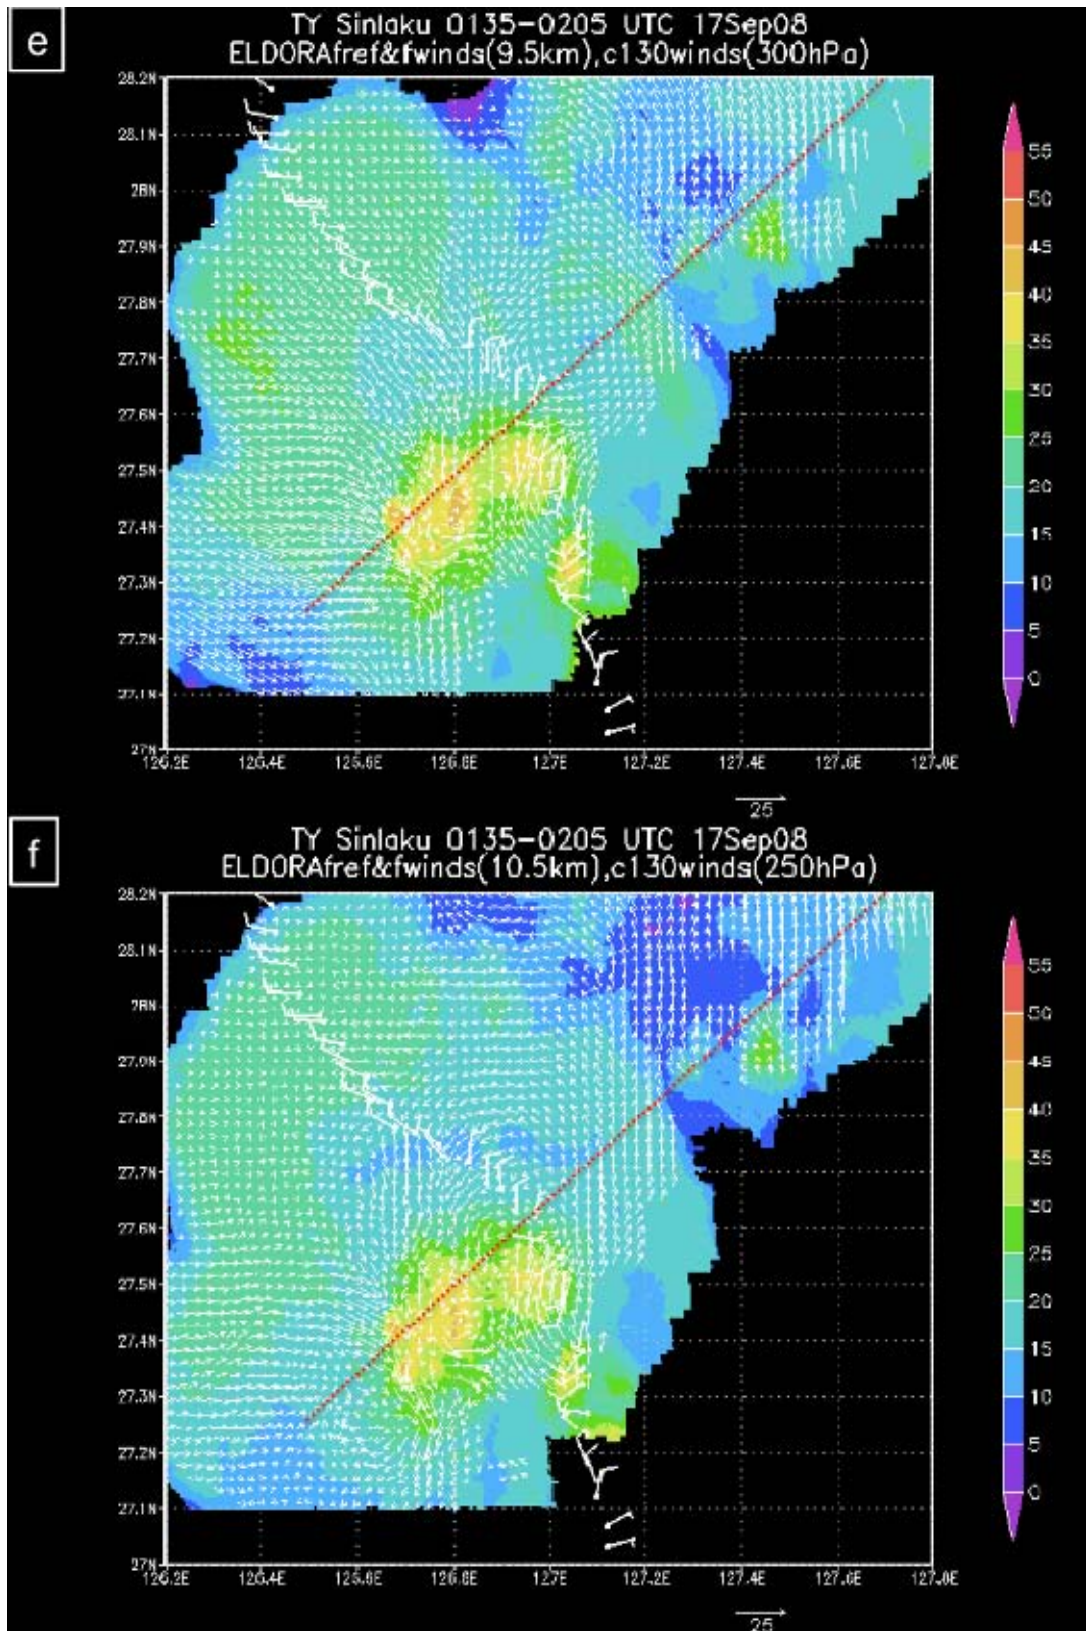 e
TY Sinlaku 0135-0205 UTC 17Sep08
ELDORAfref&fwinds(9.5km),c130winds(300hPa)
28.2N
28.1N
28N
27.9N
27.8N
27.7N
27.6N
27.5N
27.4N
27.3N
27.2N
27.1N
27N
126.2E 126.4E 126.6E 126.8E 127E 127.2E 127.4E 127.6E 127.8E
55
50
45
40
35
30
25
20
15
10
5
0
25
f
TY Sinlaku 0135-0205 UTC 17Sep08
ELDORAfref&fwinds(10.5km),c130winds(250hPa)
28.2N
28.1N
28N
27.9N
27.8N
27.7N
27.6N
27.5N
27.4N
27.3N
27.2N
27.1N
27N
126.2E 126.4E 126.6E 126.8E 127E 127.2E 127.4E 127.6E 127.8E
55
50
45
40
35
30
25
20
15
10
5
0
25